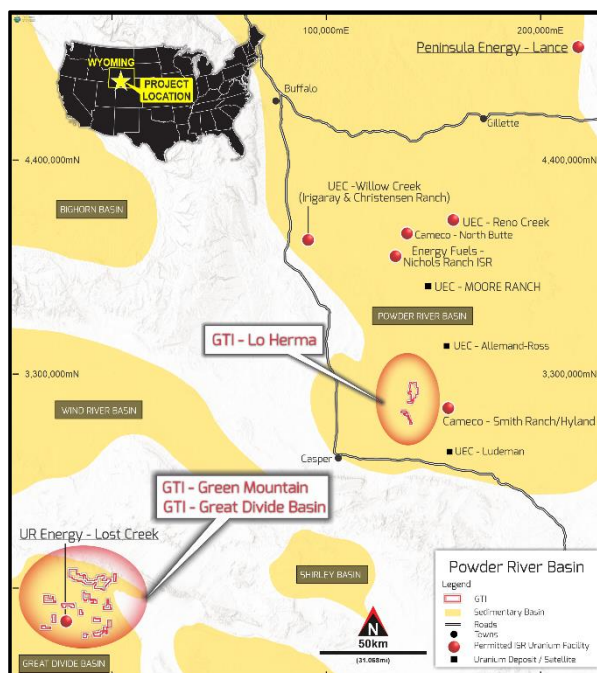 100,000mE
200,000mE
Peninsula Energy - Lance
WYOMING
PROJECT
LOCATION
Buffalo
Gillette
4,400,000mN
4,400,000mN
UEC -Willow Creek
(Irigaray & Christensen Ranch)
BIGHORN BASIN
UEC - Reno Creek
Cameco - North Butte
Energy Fuels -
Nichols Ranch ISR
UEC - MOORE RANCH
POWDER RIVER BASIN
GTI - Lo Herma
UEC - Allemand-Ross
3,300,000mN
3,300,000mN
WIND RIVER BASIN
Cameco - Smith Ranch/Hyland
Casper
UEC - Ludeman
GTI - Green Mountain
GTI - Great Divide Basin
UR Energy - Lost Creek
SHIRLEY BASIN
Powder River Basin
Legend
GTI
Sedimentary Basin
Roads
Towns
Permitted ISR Uranium Facility
Uranium Deposit / Satellite
N
50km
(31.068mi)
GREAT DIVIDE BASIN